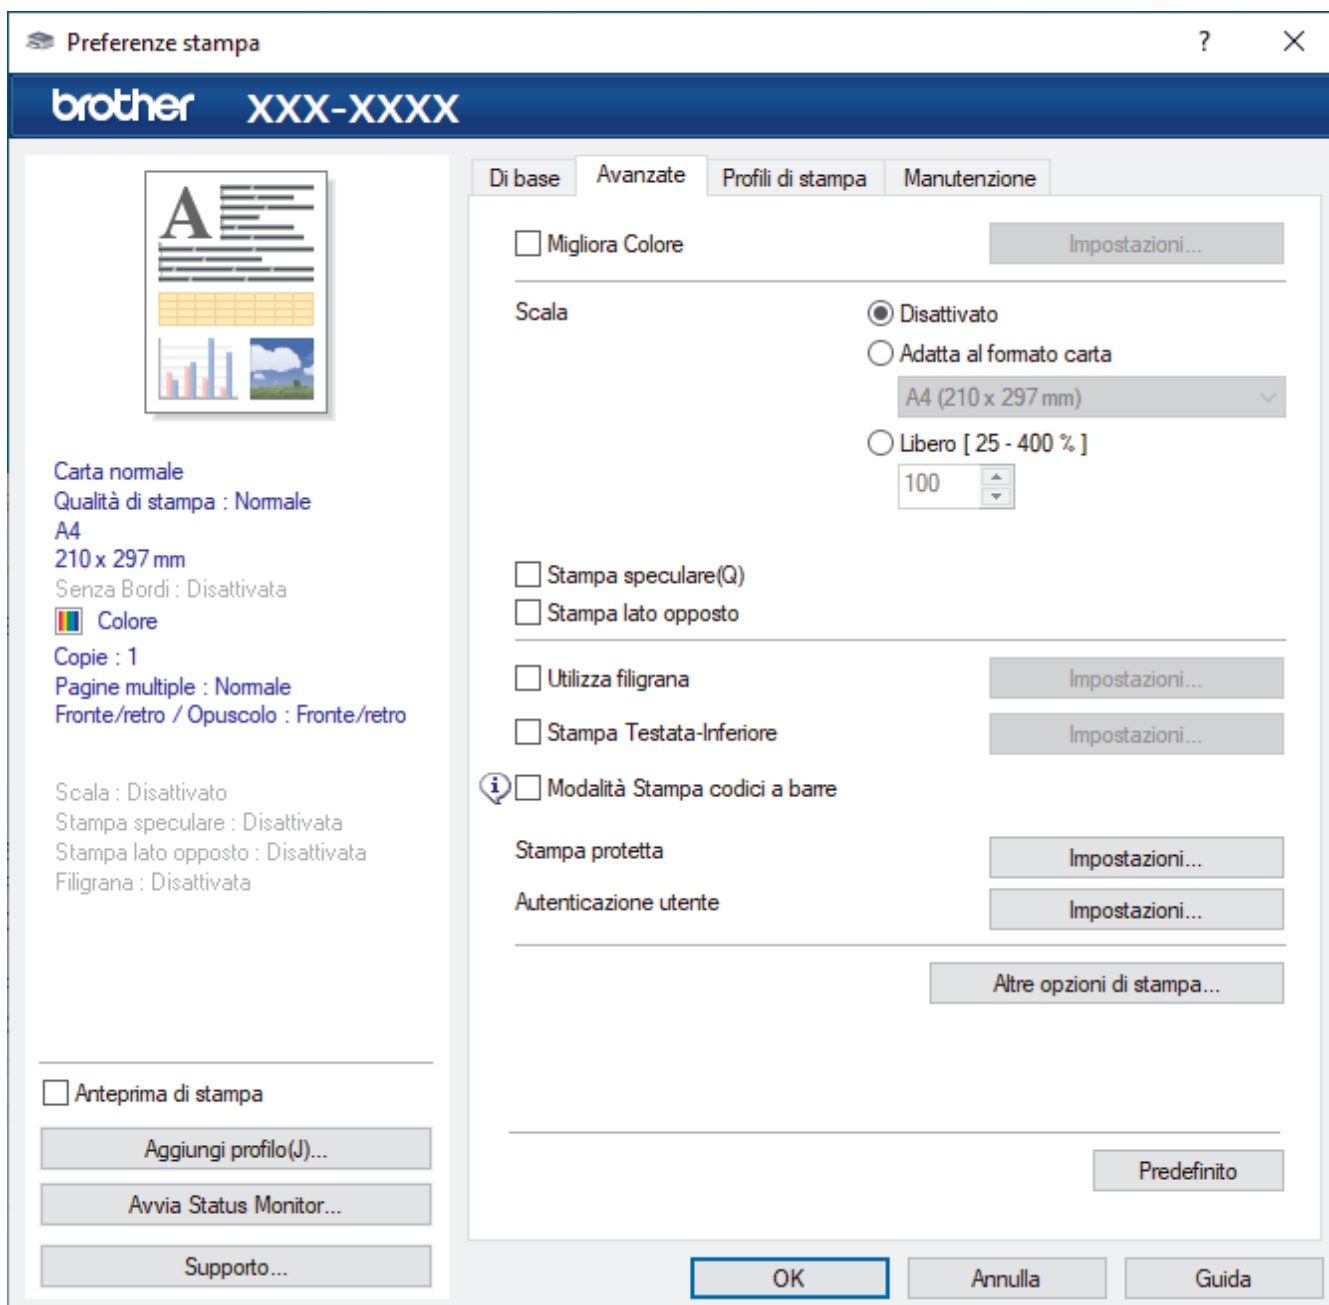 Preferenze stampa
?
brother XXX-XXXX
A
Carta normale
Qualità di stampa : Normale
A4
210 x 297 mm
Senza Bordi : Disattivata
Colore
Copie : 1
Pagine multiple : Normale
Fronte/retro / Opuscolo : Fronte/retro
Scala : Disattivato
Stampa speculare : Disattivata
Stampa lato opposto : Disattivata
Filigrana : Disattivata
Anteprima di stampa
Aggiungi profilo(J)...
Avvia Status Monitor...
Supporto...
Di base Avanzate Profili di stampa Manutenzione
Migliora Colore Impostazioni...
Scala Disattivato
Adatta al formato carta
A4 (210 x 297 mm)
Libero [ 25 - 400 % ]
100
Stampa speculare(Q)
Stampa lato opposto
Utilizza filigrana Impostazioni...
Stampa Testata-Inferiore Impostazioni...
i Modalità Stampa codici a barre
Stampa protetta Impostazioni...
Autenticazione utente Impostazioni...
Altre opzioni di stampa...
Predefinito
OK Annulla Guida